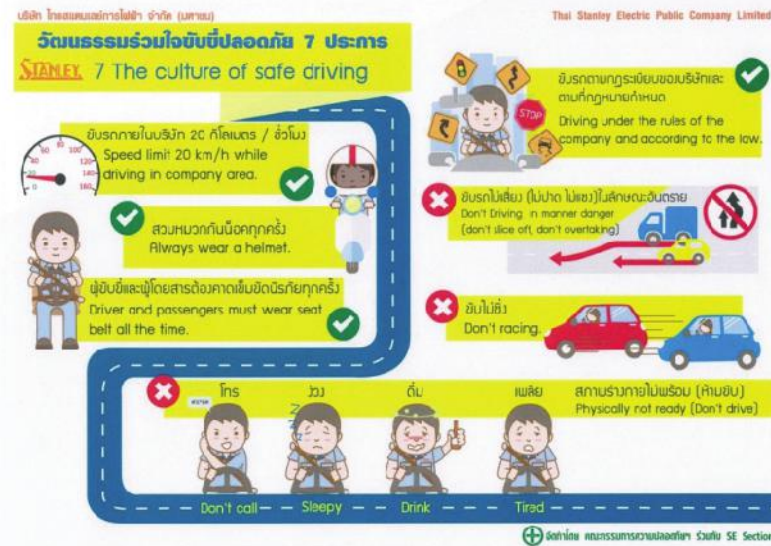 บริษัท ไทยสแตนเลย์การไฟฟ้า จำกัด (มหาชน)
Thai Stanley Electric Public Company Limited
วัฒนธรรมร่วมใจขับขี่ปลอดภัย 7 ประการ
STANLEY 7 The culture of safe driving
ขับรถภายในบริษัท 20 กิโลเมตร / ชั่วโมง
Speed limit 20 km/h while
driving in company area.
0 20 40 60 80 100 120 140 160
สวมหมวกกันน็อคทุกครั้ง
Always wear a helmet.
ผู้ขับขี่และผู้โดยสารต้องคาดเข็มขัดนิรภัยทุกครั้ง
Driver and passengers must wear seat
belt all the time.
STOP
ขับรถตามกฎระเบียบของบริษัทและ
ตามที่กฎหมายกำหนด
Driving under the rules of the
company and according to the law.
ขับรถไม่เสี่ยง (ไม่ปาด ไม่แซง)ในลักษณะอันตราย
Don't Driving in manner danger
(don't slice off, don't overtaking)
ขับไม่ซิ่ง
Don't racing.
โทร ง่วง ดื่ม เพลีย สภาพร่างกายไม่พร้อม (ห้ามขับ)
Physically not ready (Don't drive)
Don't call Sleepy Drink Tired
จัดทำโดย คณะกรรมการความปลอดภัยฯ ร่วมกับ SE Section